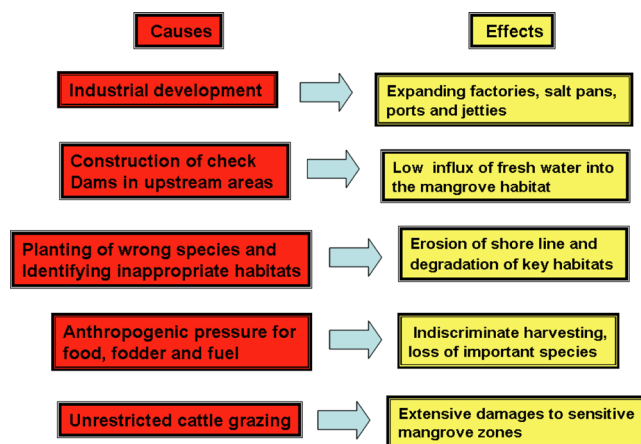 Causes
Effects
Industrial development
Expanding factories, salt pans,
ports and jetties
Construction of check
Dams in upstream areas
Low influx of fresh water into
the mangrove habitat
Planting of wrong species and
Identifying inappropriate habitats
Erosion of shore line and
degradation of key habitats
Anthropogenic pressure for
food, fodder and fuel
Indiscriminate harvesting,
loss of important species
Unrestricted cattle grazing
Extensive damages to sensitive
mangrove zones